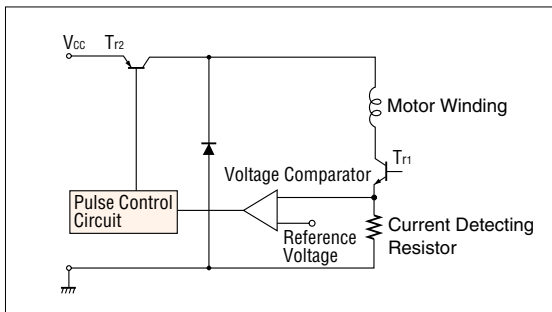 Vcc Tr2
Motor Winding
Tr1
Voltage Comparator
Pulse Control
Circuit
Reference
Voltage
Current Detecting
Resistor